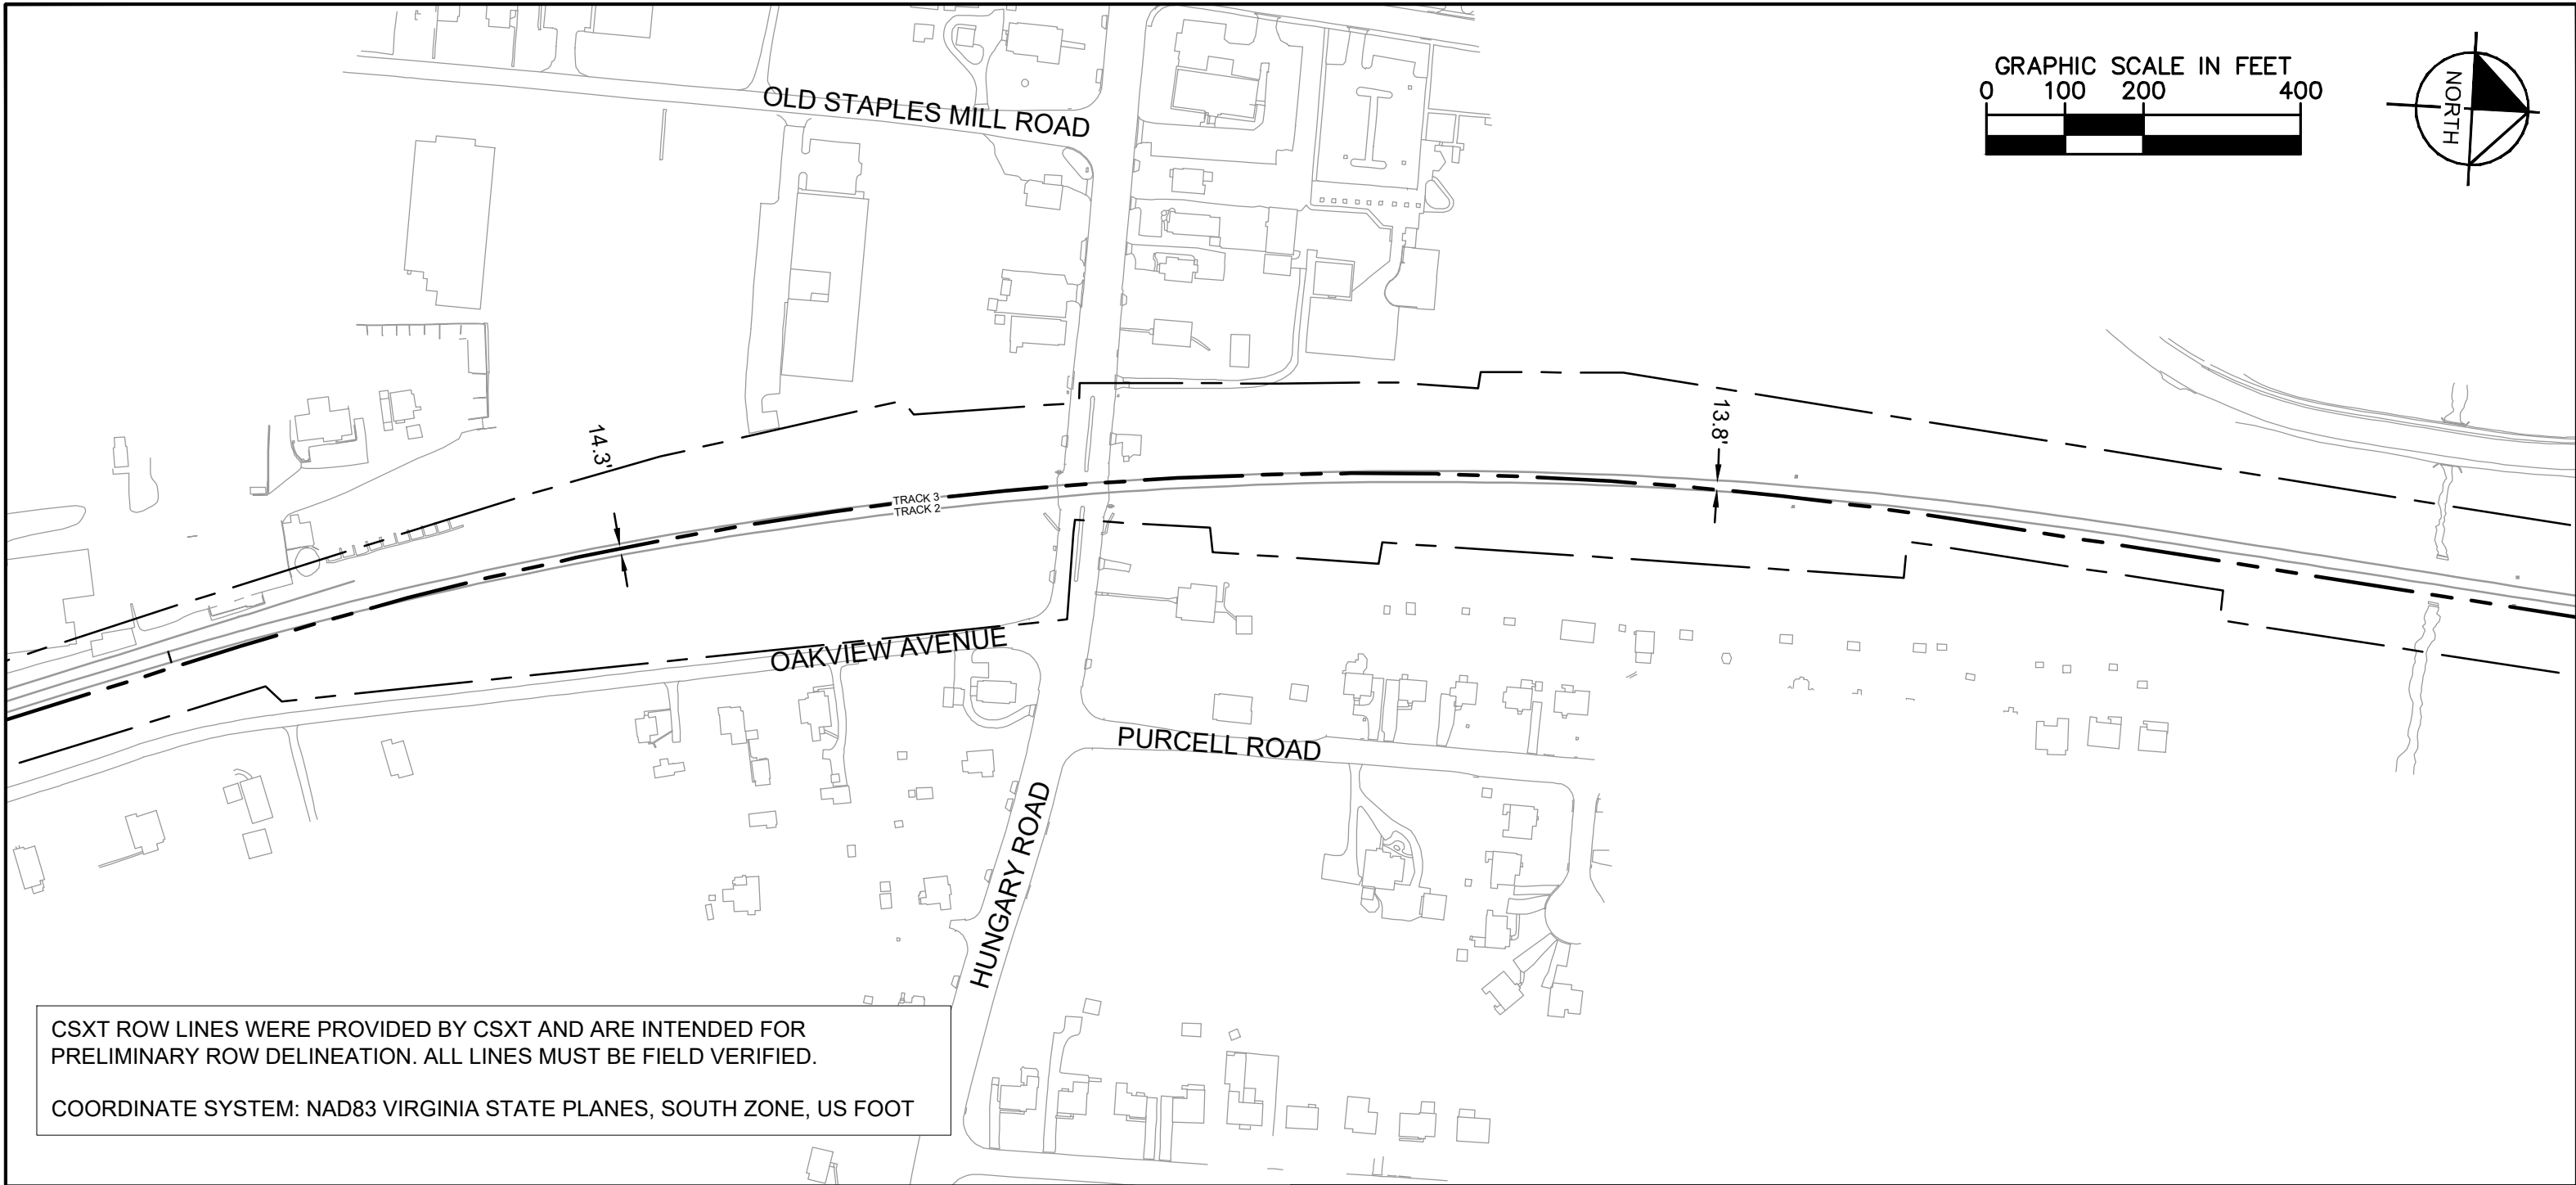 GRAPHIC SCALE IN FEET
0 100 200 400
NORTH
OLD STAPLES MILL ROAD
14.3'
13.8'
TRACK 3
TRACK 2
OAKVIEW AVENUE
PURCELL ROAD
HUNGARY ROAD
CSXT ROW LINES WERE PROVIDED BY CSXT AND ARE INTENDED FOR
PRELIMINARY ROW DELINEATION. ALL LINES MUST BE FIELD VERIFIED.
COORDINATE SYSTEM: NAD83 VIRGINIA STATE PLANES, SOUTH ZONE, US FOOT